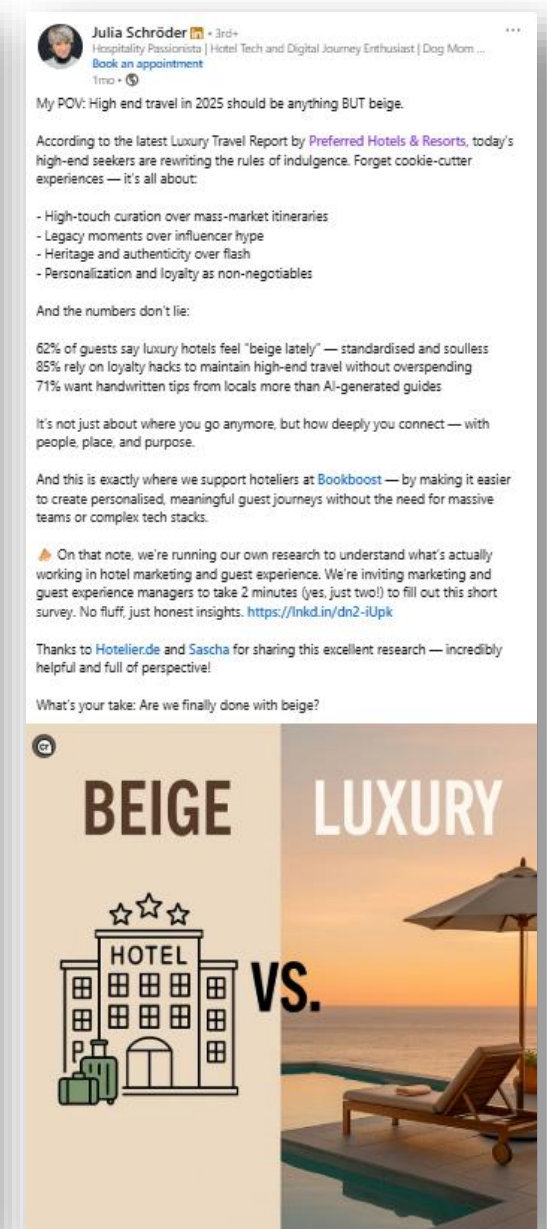 Julia Schröder in • 3rd+
Hospitality Passionista | Hotel Tech and Digital Journey Enthusiast | Dog Mom ...
Book an appointment
1mo •
My POV: High end travel in 2025 should be anything BUT beige.
According to the latest Luxury Travel Report by Preferred Hotels & Resorts, today's
high-end seekers are rewriting the rules of indulgence. Forget cookie-cutter
experiences — it's all about:
- High-touch curation over mass-market itineraries
- Legacy moments over influencer hype
- Heritage and authenticity over flash
- Personalization and loyalty as non-negotiables
And the numbers don't lie:
62% of guests say luxury hotels feel "beige lately" — standardised and soulless
85% rely on loyalty hacks to maintain high-end travel without overspending
71% want handwritten tips from locals more than AI-generated guides
It's not just about where you go anymore, but how deeply you connect — with
people, place, and purpose.
And this is exactly where we support hoteliers at Bookboost — by making it easier
to create personalised, meaningful guest journeys without the need for massive
teams or complex tech stacks.
On that note, we're running our own research to understand what's actually
working in hotel marketing and guest experience. We're inviting marketing and
guest experience managers to take 2 minutes (yes, just two!) to fill out this short
survey. No fluff, just honest insights. https://lnkd.in/dn2-iUpk
Thanks to Hotelier.de and Sascha for sharing this excellent research — incredibly
helpful and full of perspective!
What's your take: Are we finally done with beige?
cr
BEIGE
LUXURY
HOTEL
VS.